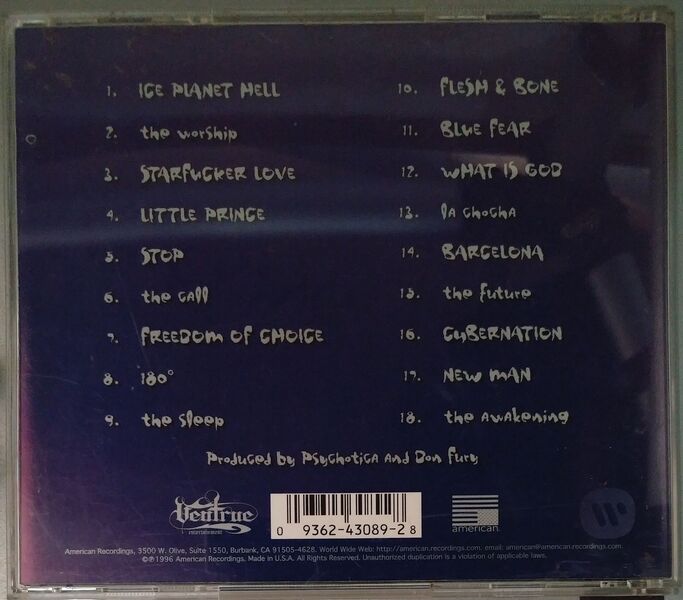 1. ICE PLANET HELL
2. the worship
3. STARFUCKER LOVE
4. LITTLE PRINCE
5. STOP
6. the call
7. FREEDOM OF CHOICE
8. 180°
9. the sleep
10. FLESH & BONE
11. BLUE FEAR
12. WHAT IS GOD
13. la chocha
14. BARCELONA
15. the future
16. CYBERNATION
17. NEW MAN
18. the awakening
Produced by Psychotica and Don Fury
Ventrue
ENTERTAINMENT
0 9362-43089-2 8
american.
American Recordings, 3500 W. Olive, Suite 1550, Burbank, CA 91505-4628. World Wide Web: http://american.recordings.com. email: american@american.recordings.com.
©℗1996 American Recordings. Made in U.S.A. All Rights Reserved. Unauthorized duplication is a violation of applicable laws.